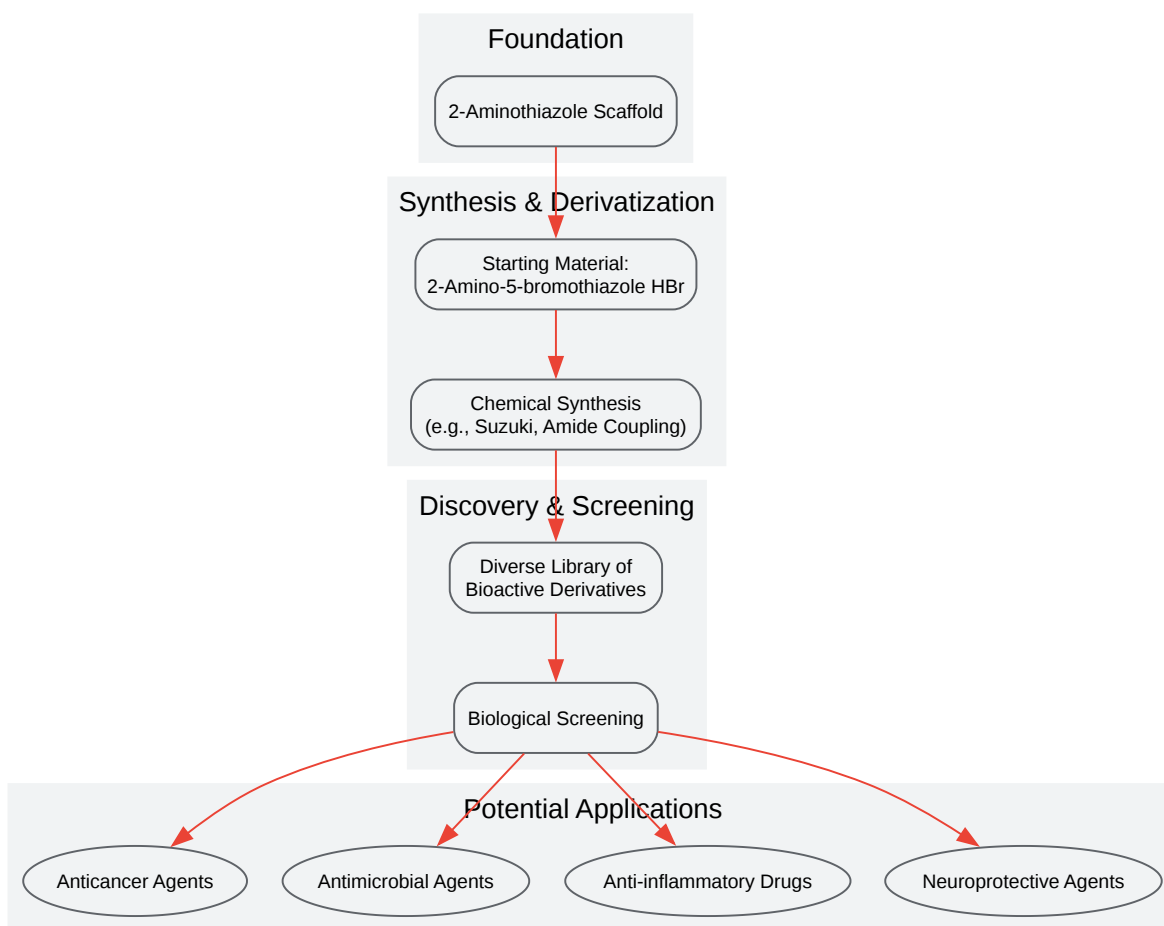 Foundation
2-Aminothiazole Scaffold
Synthesis & Derivatization
Starting Material:
2-Amino-5-bromothiazole HBr
Chemical Synthesis
(e.g., Suzuki, Amide Coupling)
Discovery & Screening
Diverse Library of
Bioactive Derivatives
Biological Screening
Potential Applications
Anticancer Agents
Antimicrobial Agents
Anti-inflammatory Drugs
Neuroprotective Agents